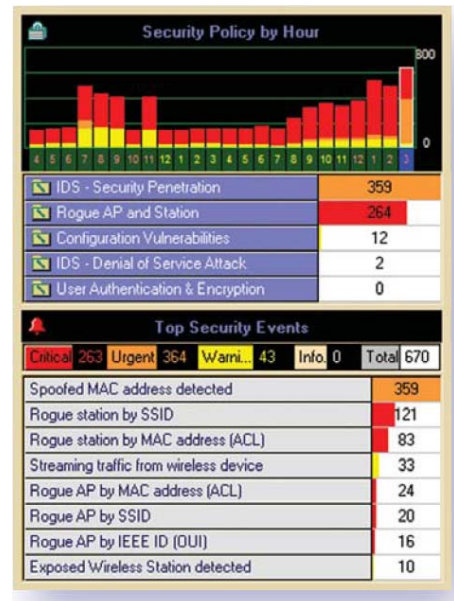 Security Policy by Hour
800
0
4 5 6 7 8 9 10 11 12 1 2 3 4 5 6 7 8 9 10 11 12 1 2 3
IDS - Security Penetration 359
Rogue AP and Station 264
Configuration Vulnerabilities 12
IDS - Denial of Service Attack 2
User Authentication & Encryption 0
Top Security Events
Critical 263 Urgent 364 Warni... 43 Info. 0 Total 670
Spoofed MAC address detected 359
Rogue station by SSID 121
Rogue station by MAC address (ACL) 83
Streaming traffic from wireless device 33
Rogue AP by MAC address (ACL) 24
Rogue AP by SSID 20
Rogue AP by IEEE ID (OUI) 16
Exposed Wireless Station detected 10